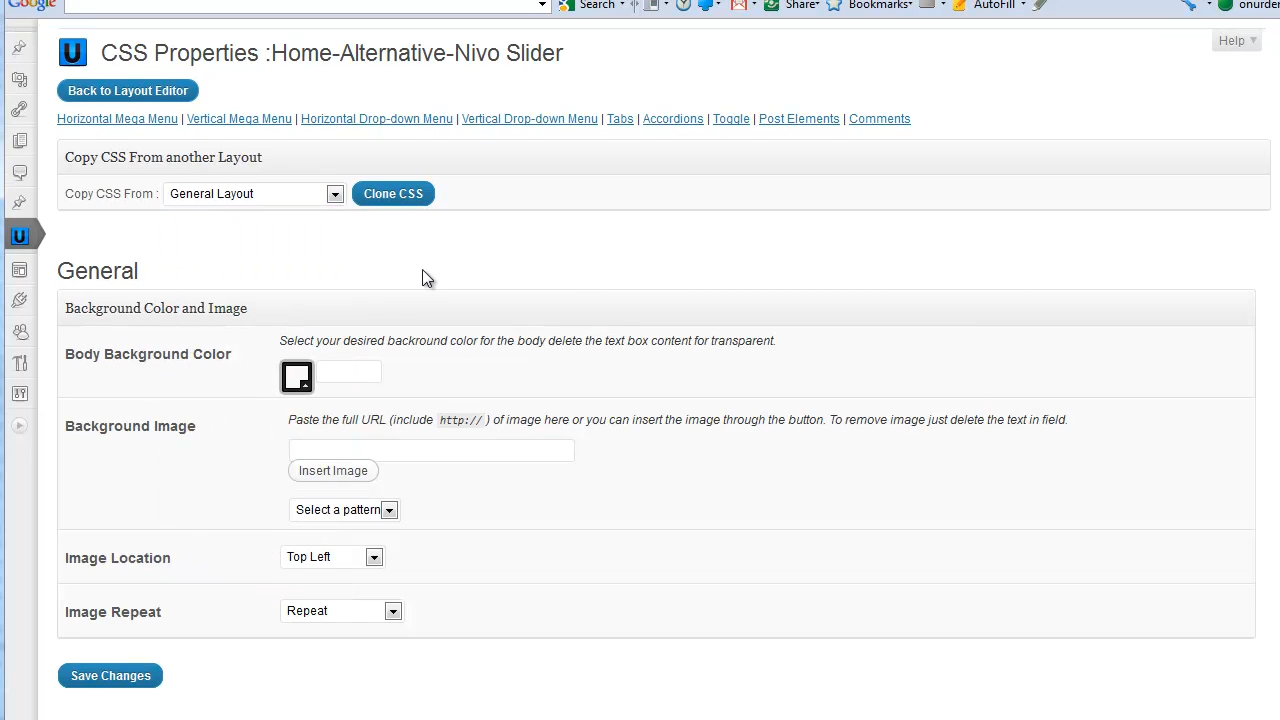 Google Search Share Bookmarks AutoFill onurder
Help
U CSS Properties :Home-Alternative-Nivo Slider
Back to Layout Editor
Horizontal Mega Menu | Vertical Mega Menu | Horizontal Drop-down Menu | Vertical Drop-down Menu | Tabs | Accordions | Toggle | Post Elements | Comments
Copy CSS From another Layout
Copy CSS From : General Layout Clone CSS
U
General
Background Color and Image
Body Background Color
Select your desired backround color for the body delete the text box content for transparent.
Background Image
Paste the full URL (include http:// ) of image here or you can insert the image through the button. To remove image just delete the text in field.
Insert Image
Select a pattern
Image Location Top Left
Image Repeat Repeat
Save Changes